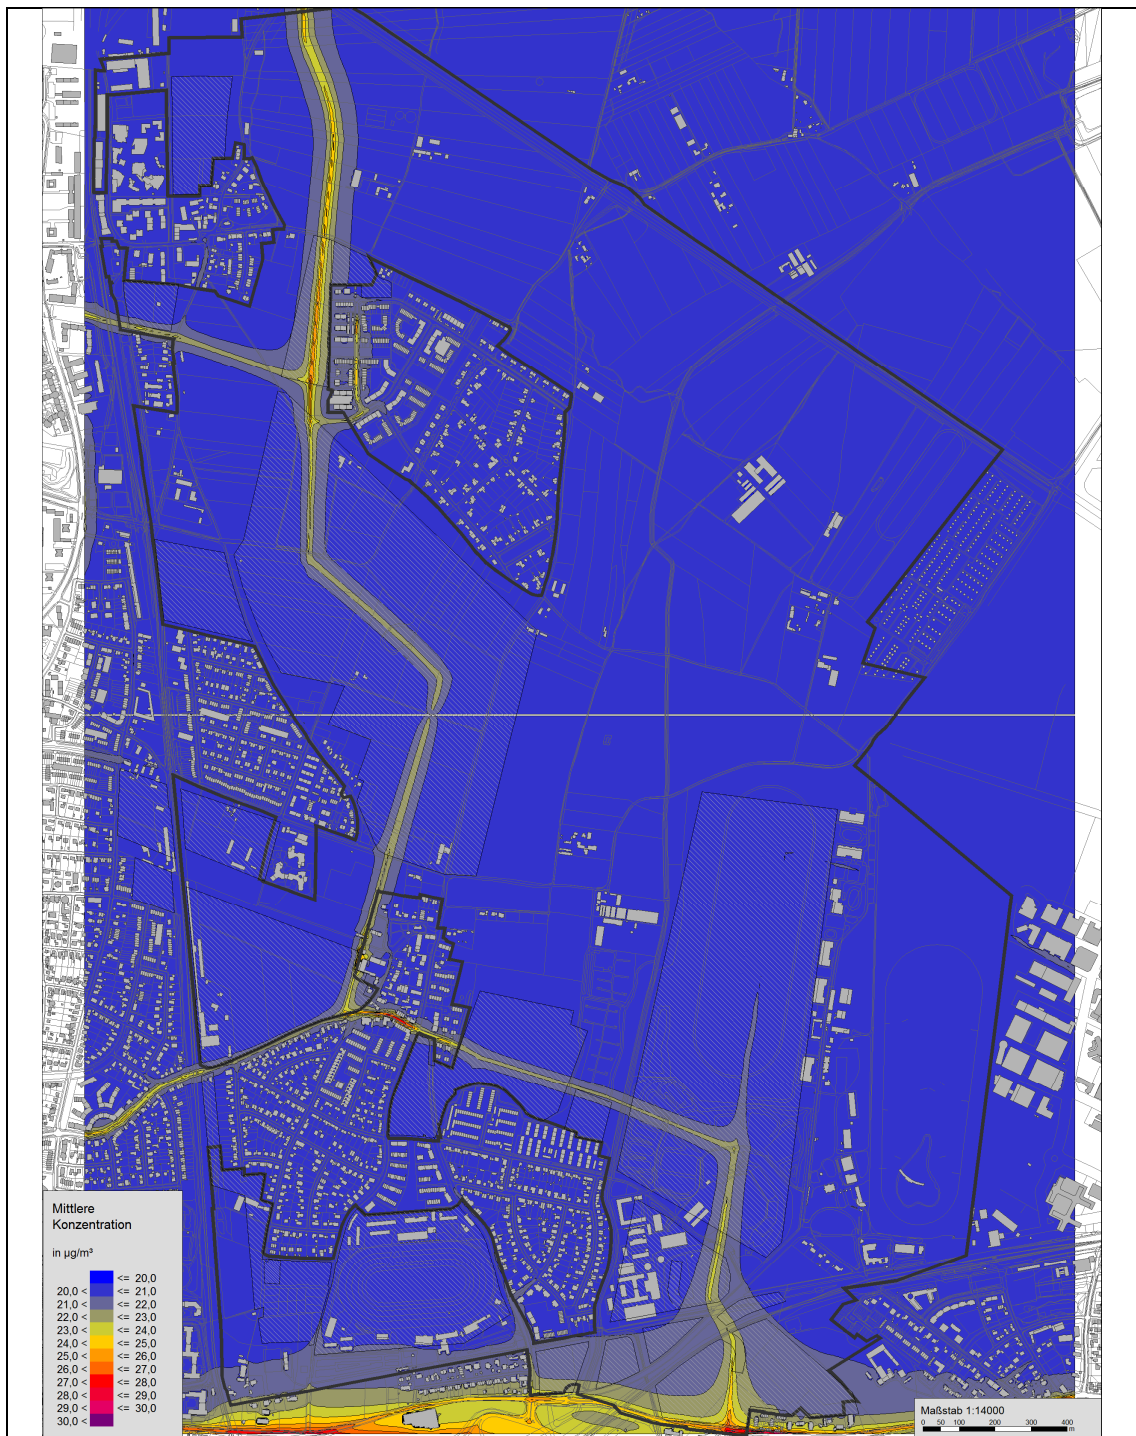 Mittlere
Konzentration
in µg/m³
<= 20,0
20,0 < <= 21,0
21,0 < <= 22,0
22,0 < <= 23,0
23,0 < <= 24,0
24,0 < <= 25,0
25,0 < <= 26,0
26,0 < <= 27,0
27,0 < <= 28,0
28,0 < <= 29,0
29,0 < <= 30,0
30,0 <
Maßstab 1:14000
0 50 100 200 300 400
m